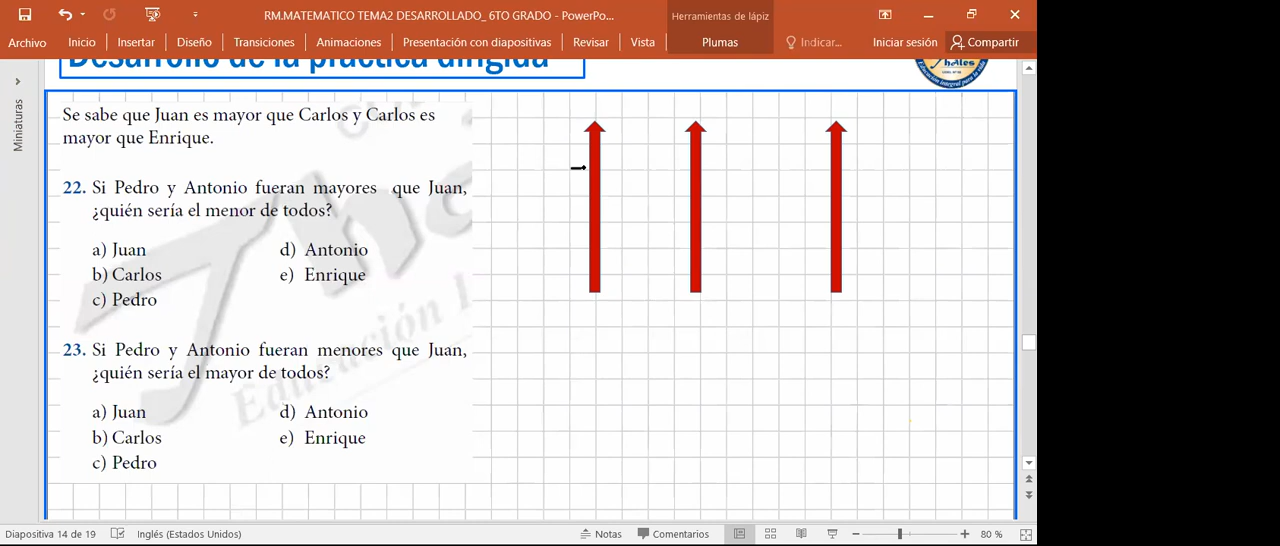 RM.MATEMATICO TEMA2 DESARROLLADO_ 6TO GRADO - PowerPo...
Herramientas de lápiz
Archivo Inicio Insertar Diseño Transiciones Animaciones Presentación con diapositivas Revisar Vista Plumas Indicar... Iniciar sesión Compartir
Miniaturas
Desarrollo de la práctica dirigida
Se sabe que Juan es mayor que Carlos y Carlos es
mayor que Enrique.
22. Si Pedro y Antonio fueran mayores que Juan,
¿quién sería el menor de todos?
a) Juan d) Antonio
b) Carlos e) Enrique
c) Pedro
23. Si Pedro y Antonio fueran menores que Juan,
¿quién sería el mayor de todos?
a) Juan d) Antonio
b) Carlos e) Enrique
c) Pedro
Diapositiva 14 de 19 Inglés (Estados Unidos) Notas Comentarios 80 %